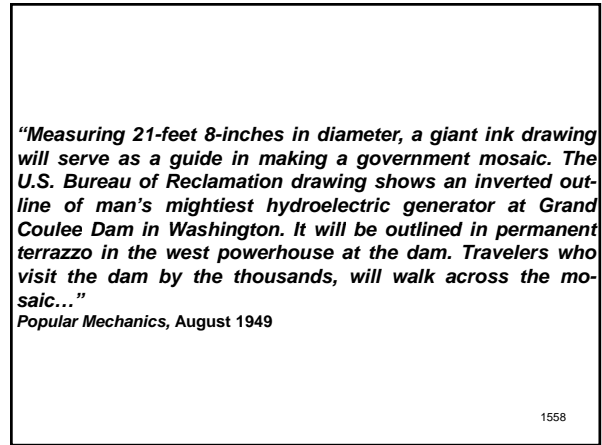 “Measuring 21-feet 8-inches in diameter, a giant ink drawing
will serve as a guide in making a government mosaic. The
U.S. Bureau of Reclamation drawing shows an inverted out-
line of man’s mightiest hydroelectric generator at Grand
Coulee Dam in Washington. It will be outlined in permanent
terrazzo in the west powerhouse at the dam. Travelers who
visit the dam by the thousands, will walk across the mo-
saic…”
Popular Mechanics, August 1949
1558